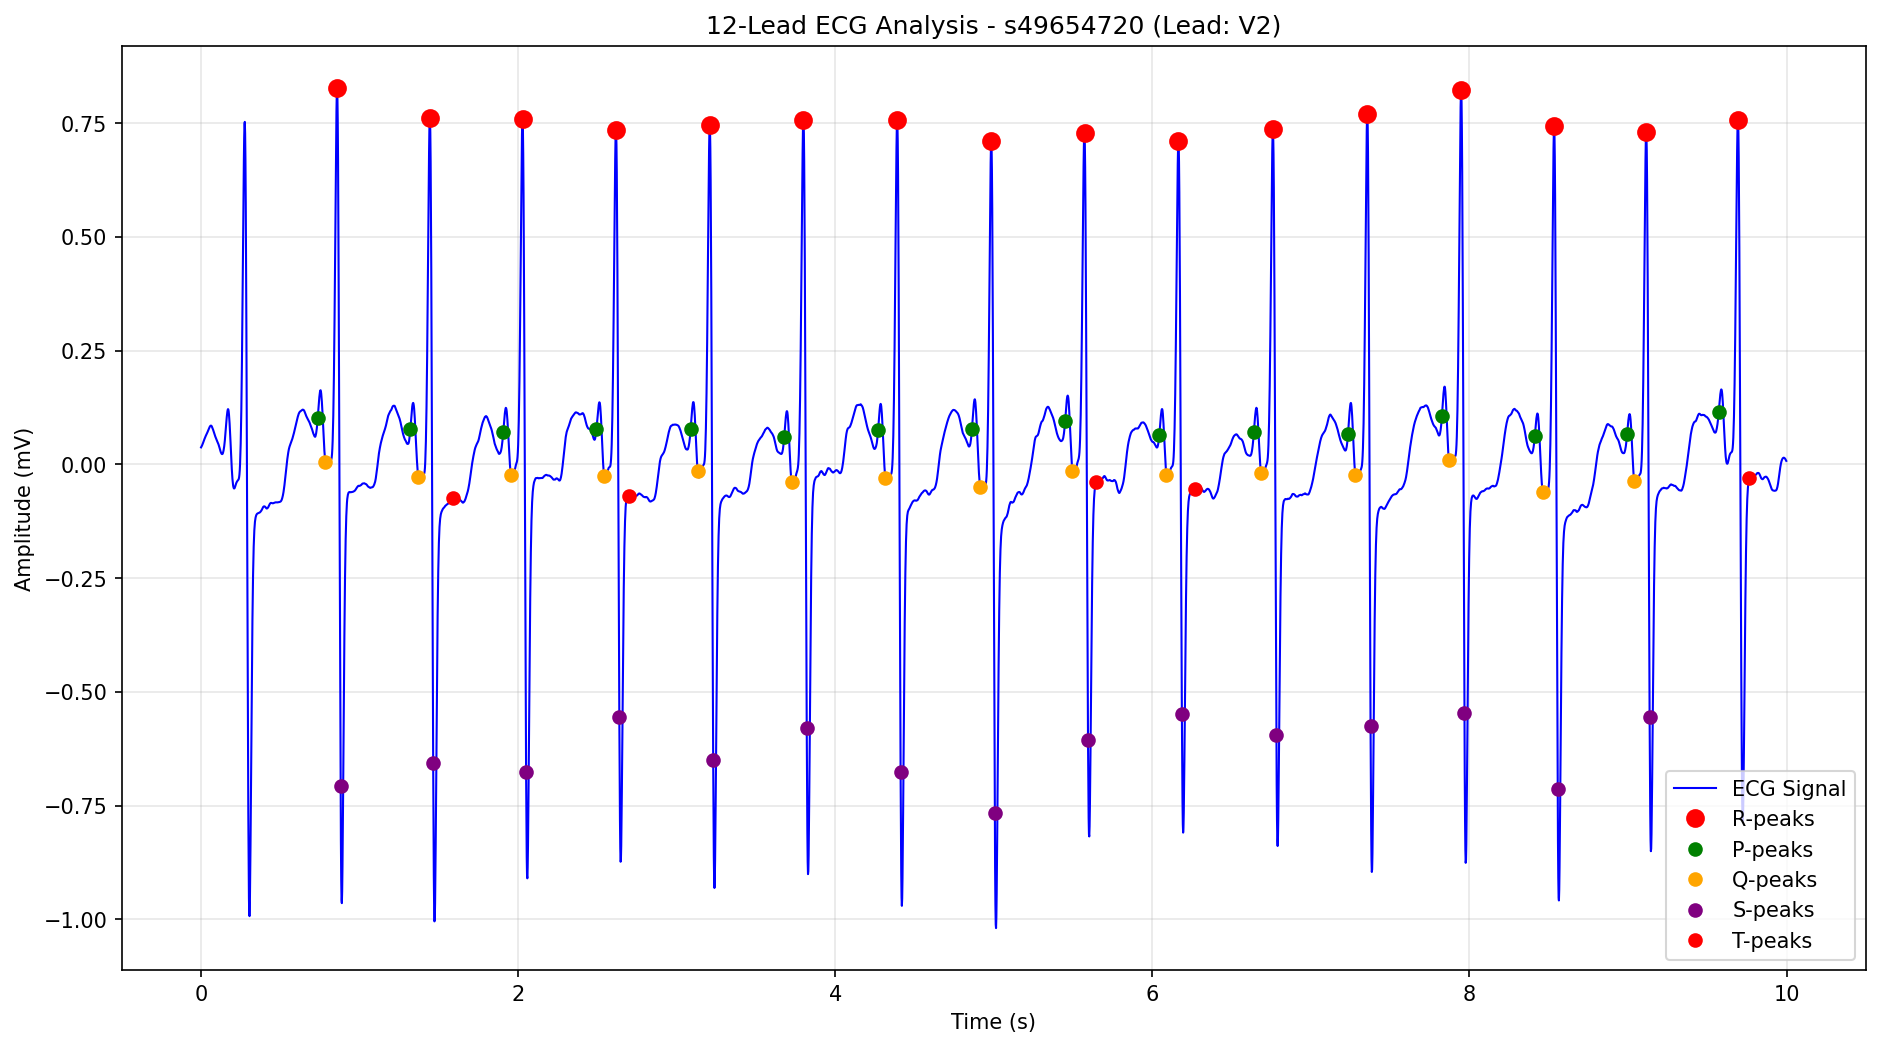 12-Lead ECG Analysis - s49654720 (Lead: V2)
Amplitude (mV)
0.75
0.50
0.25
0.00
−0.25
−0.50
−0.75
−1.00
0 2 4 6 8 10
Time (s)
ECG Signal
R-peaks
P-peaks
Q-peaks
S-peaks
T-peaks